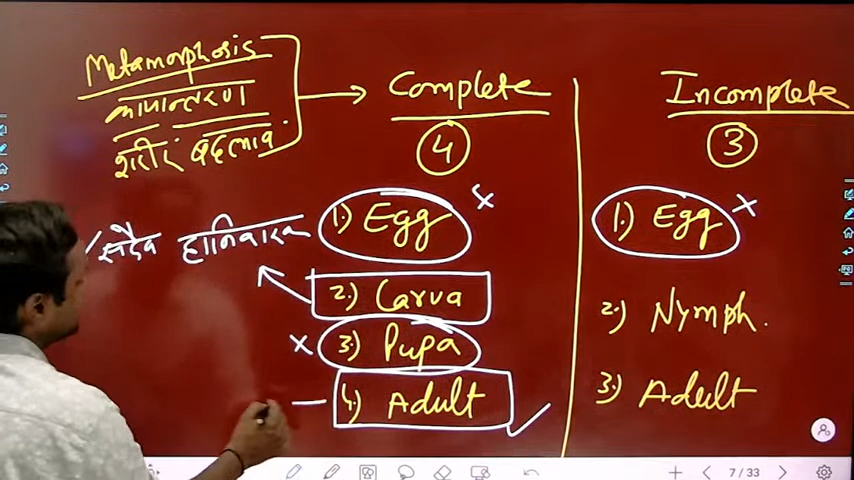 Metamorphosis
कायान्तरण
शरीर बदलाव
Complete
4
1.) Egg x
सदैव हानिकारक
2.) Larva
x 3.) Pupa
4.) Adult
Incomplete
3
1.) Egg x
2.) Nymph.
3.) Adult
7 / 33